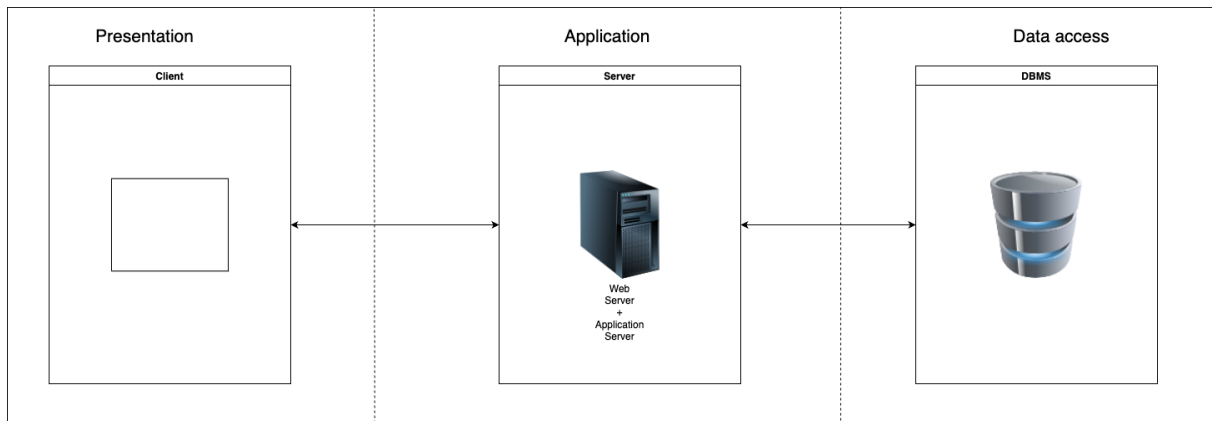 Presentation
Application
Data access
Client
Server
DBMS
Web
Server
+
Application
Server